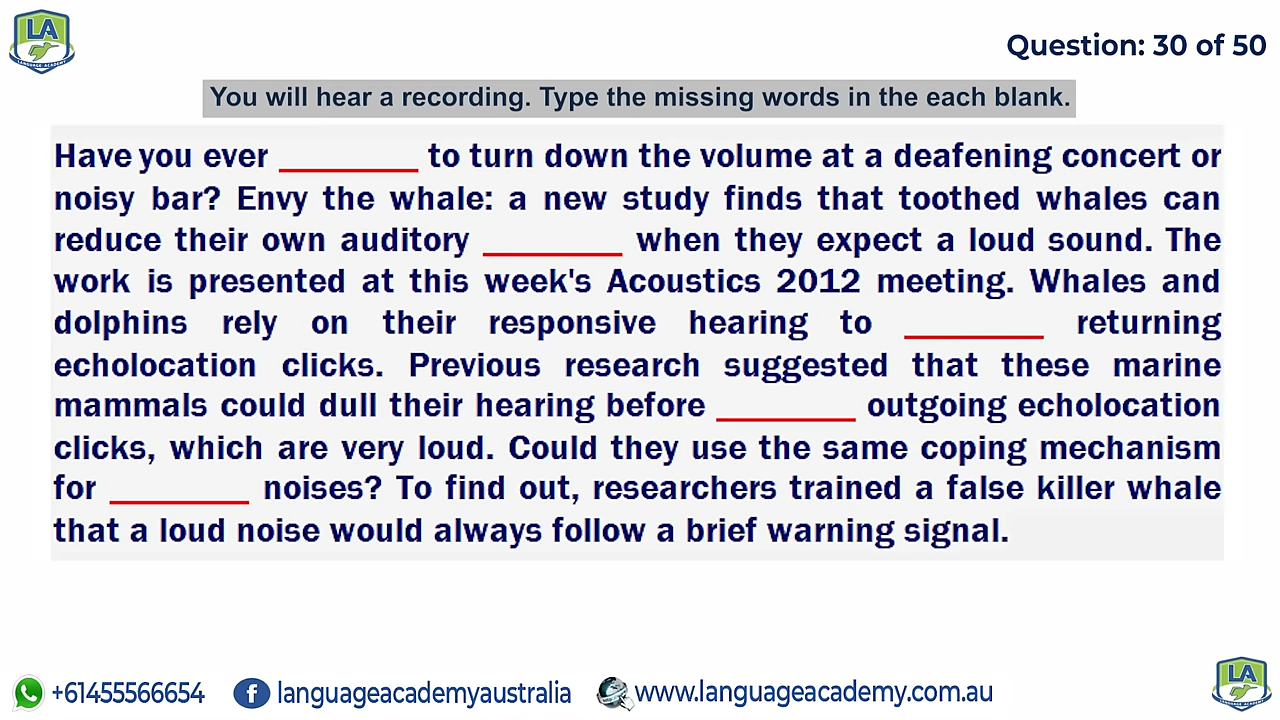 LA
LANGUAGE ACADEMY
Question: 30 of 50
You will hear a recording. Type the missing words in the each blank.
Have you ever ________ to turn down the volume at a deafening concert or
noisy bar? Envy the whale: a new study finds that toothed whales can
reduce their own auditory ________ when they expect a loud sound. The
work is presented at this week's Acoustics 2012 meeting. Whales and
dolphins rely on their responsive hearing to ________ returning
echolocation clicks. Previous research suggested that these marine
mammals could dull their hearing before ________ outgoing echolocation
clicks, which are very loud. Could they use the same coping mechanism
for ________ noises? To find out, researchers trained a false killer whale
that a loud noise would always follow a brief warning signal.
+61455566654 languageacademyaustralia www.languageacademy.com.au
LA